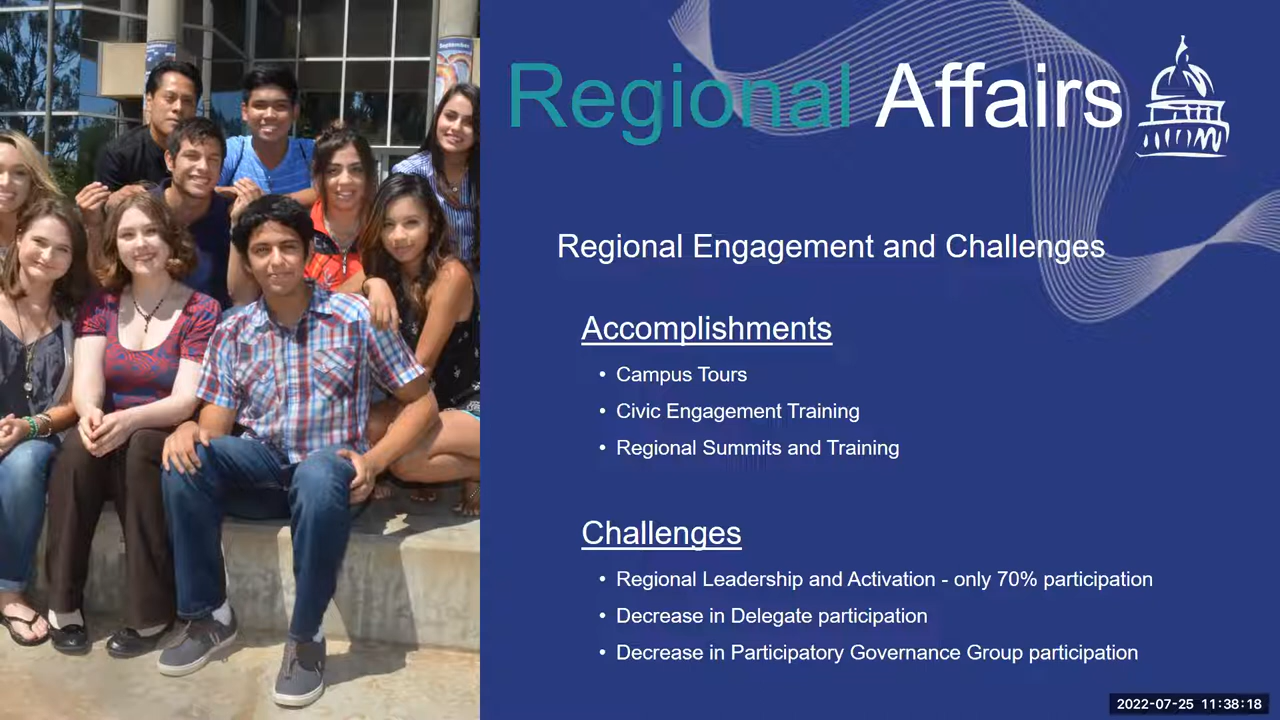 September
Regional Affairs
Regional Engagement and Challenges
Accomplishments
• Campus Tours
• Civic Engagement Training
• Regional Summits and Training
Challenges
• Regional Leadership and Activation - only 70% participation
• Decrease in Delegate participation
• Decrease in Participatory Governance Group participation
2022-07-25 11:38:18